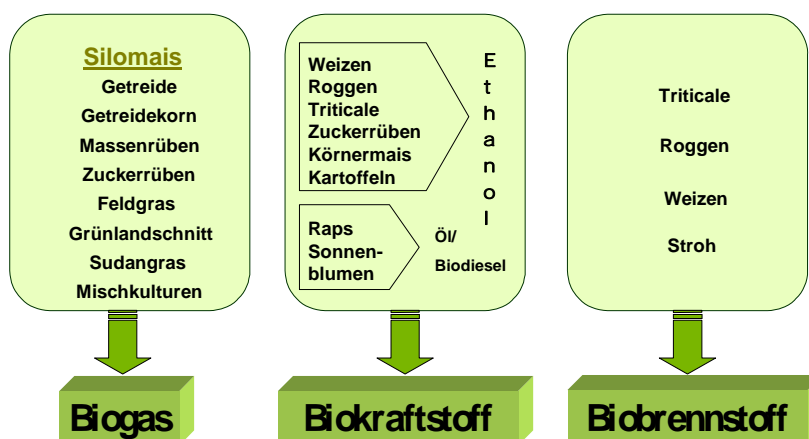 Silomais
Getreide
Getreidekorn
Massenrüben
Zuckerrüben
Feldgras
Grünlandschnitt
Sudangras
Mischkulturen
Biogas
Weizen
Roggen
Triticale
Zuckerrüben
Körnermais
Kartoffeln
Ethanol
Raps
Sonnen-
blumen
Öl/
Biodiesel
Biokraftstoff
Triticale
Roggen
Weizen
Stroh
Biobrennstoff